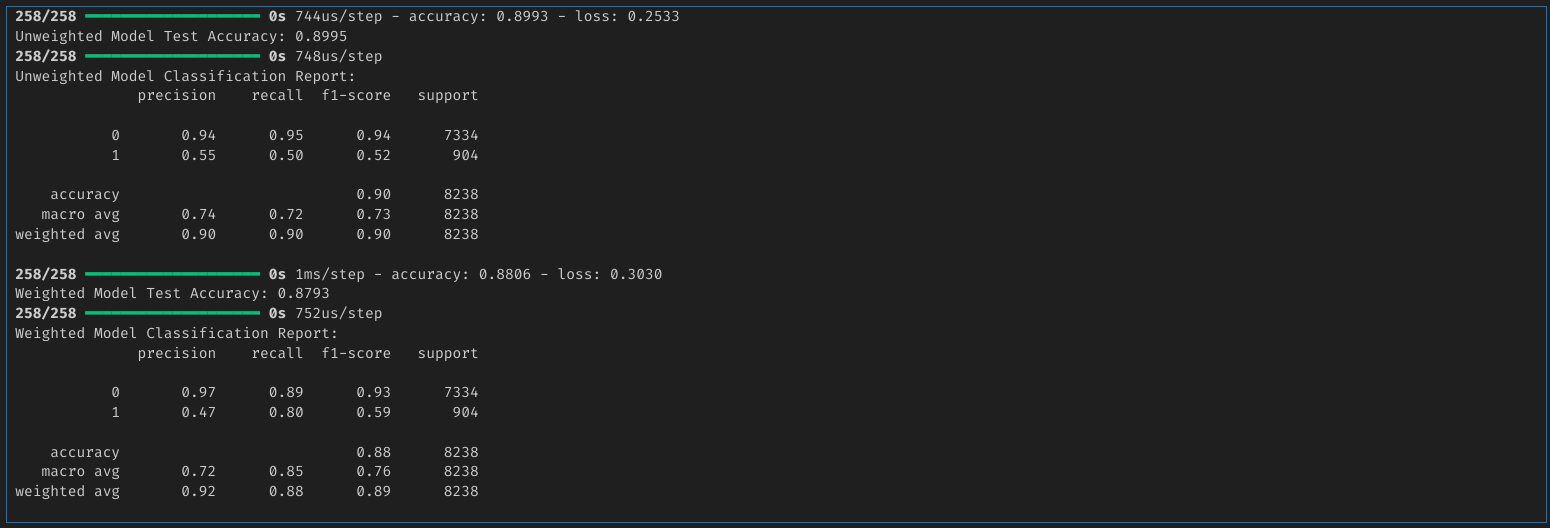 258/258 ━━━━━━━━━━━━━━━━━━━━ 0s 744us/step - accuracy: 0.8993 - loss: 0.2533
Unweighted Model Test Accuracy: 0.8995
258/258 ━━━━━━━━━━━━━━━━━━━━ 0s 748us/step
Unweighted Model Classification Report:
              precision    recall  f1-score   support

           0       0.94      0.95      0.94      7334
           1       0.55      0.50      0.52       904

    accuracy                           0.90      8238
   macro avg       0.74      0.72      0.73      8238
weighted avg       0.90      0.90      0.90      8238

258/258 ━━━━━━━━━━━━━━━━━━━━ 0s 1ms/step - accuracy: 0.8806 - loss: 0.3030
Weighted Model Test Accuracy: 0.8793
258/258 ━━━━━━━━━━━━━━━━━━━━ 0s 752us/step
Weighted Model Classification Report:
              precision    recall  f1-score   support

           0       0.97      0.89      0.93      7334
           1       0.47      0.80      0.59       904

    accuracy                           0.88      8238
   macro avg       0.72      0.85      0.76      8238
weighted avg       0.92      0.88      0.89      8238